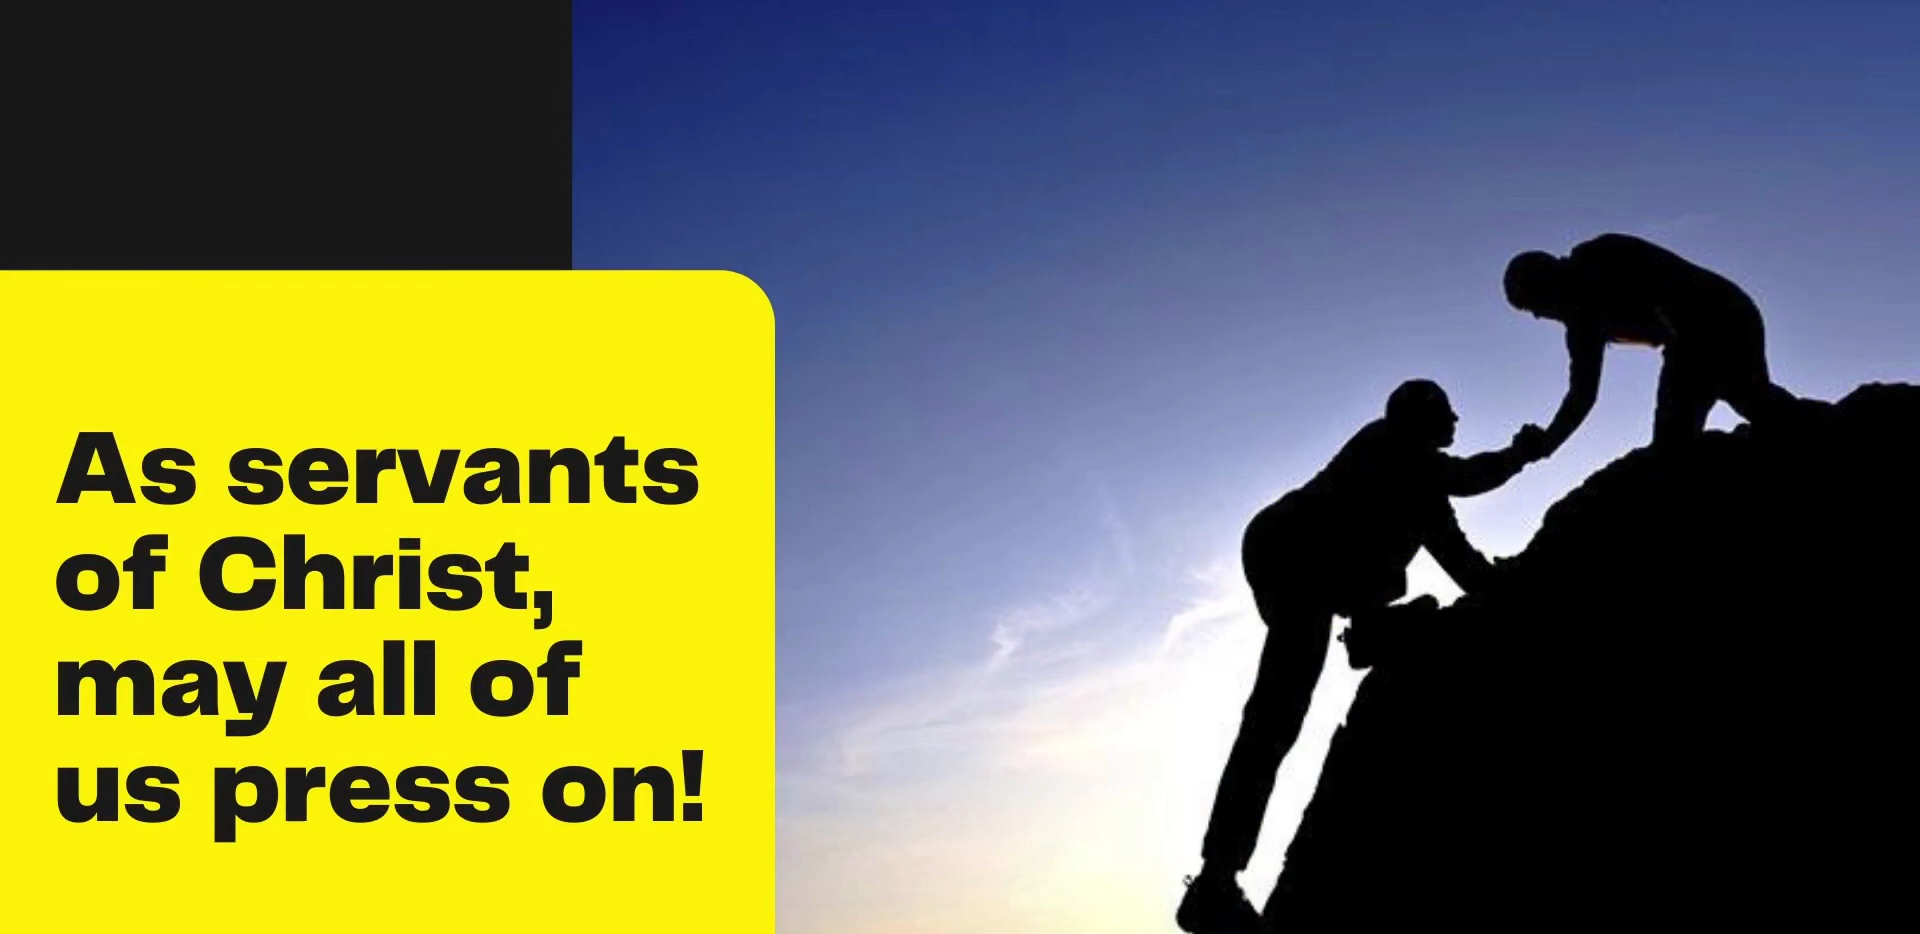 As servants
of Christ,
may all of
us press on!